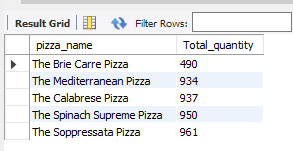 Result Grid Filter Rows:
pizza_name Total_quantity
The Brie Carre Pizza 490
The Mediterranean Pizza 934
The Calabrese Pizza 937
The Spinach Supreme Pizza 950
The Soppressata Pizza 961